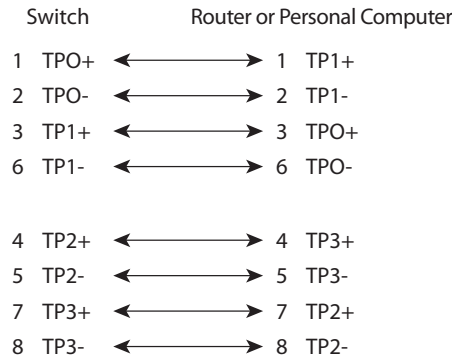 Switch Router or Personal Computer
1 TPO+ 1 TP1+
2 TPO- 2 TP1-
3 TP1+ 3 TPO+
6 TP1- 6 TPO-
4 TP2+ 4 TP3+
5 TP2- 5 TP3-
7 TP3+ 7 TP2+
8 TP3- 8 TP2-